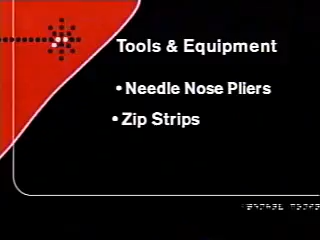 Tools & Equipment
• Needle Nose Pliers
• Zip Strips